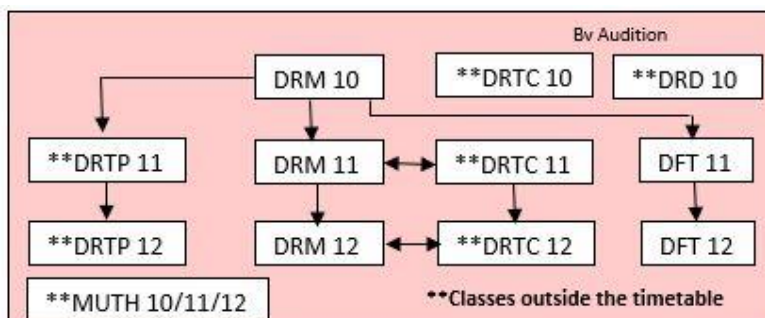 Bv Audition
DRM 10
**DRTC 10
**DRD 10
**DRTP 11
DRM 11
**DRTC 11
DFT 11
**DRTP 12
DRM 12
**DRTC 12
DFT 12
**MUTH 10/11/12
**Classes outside the timetable